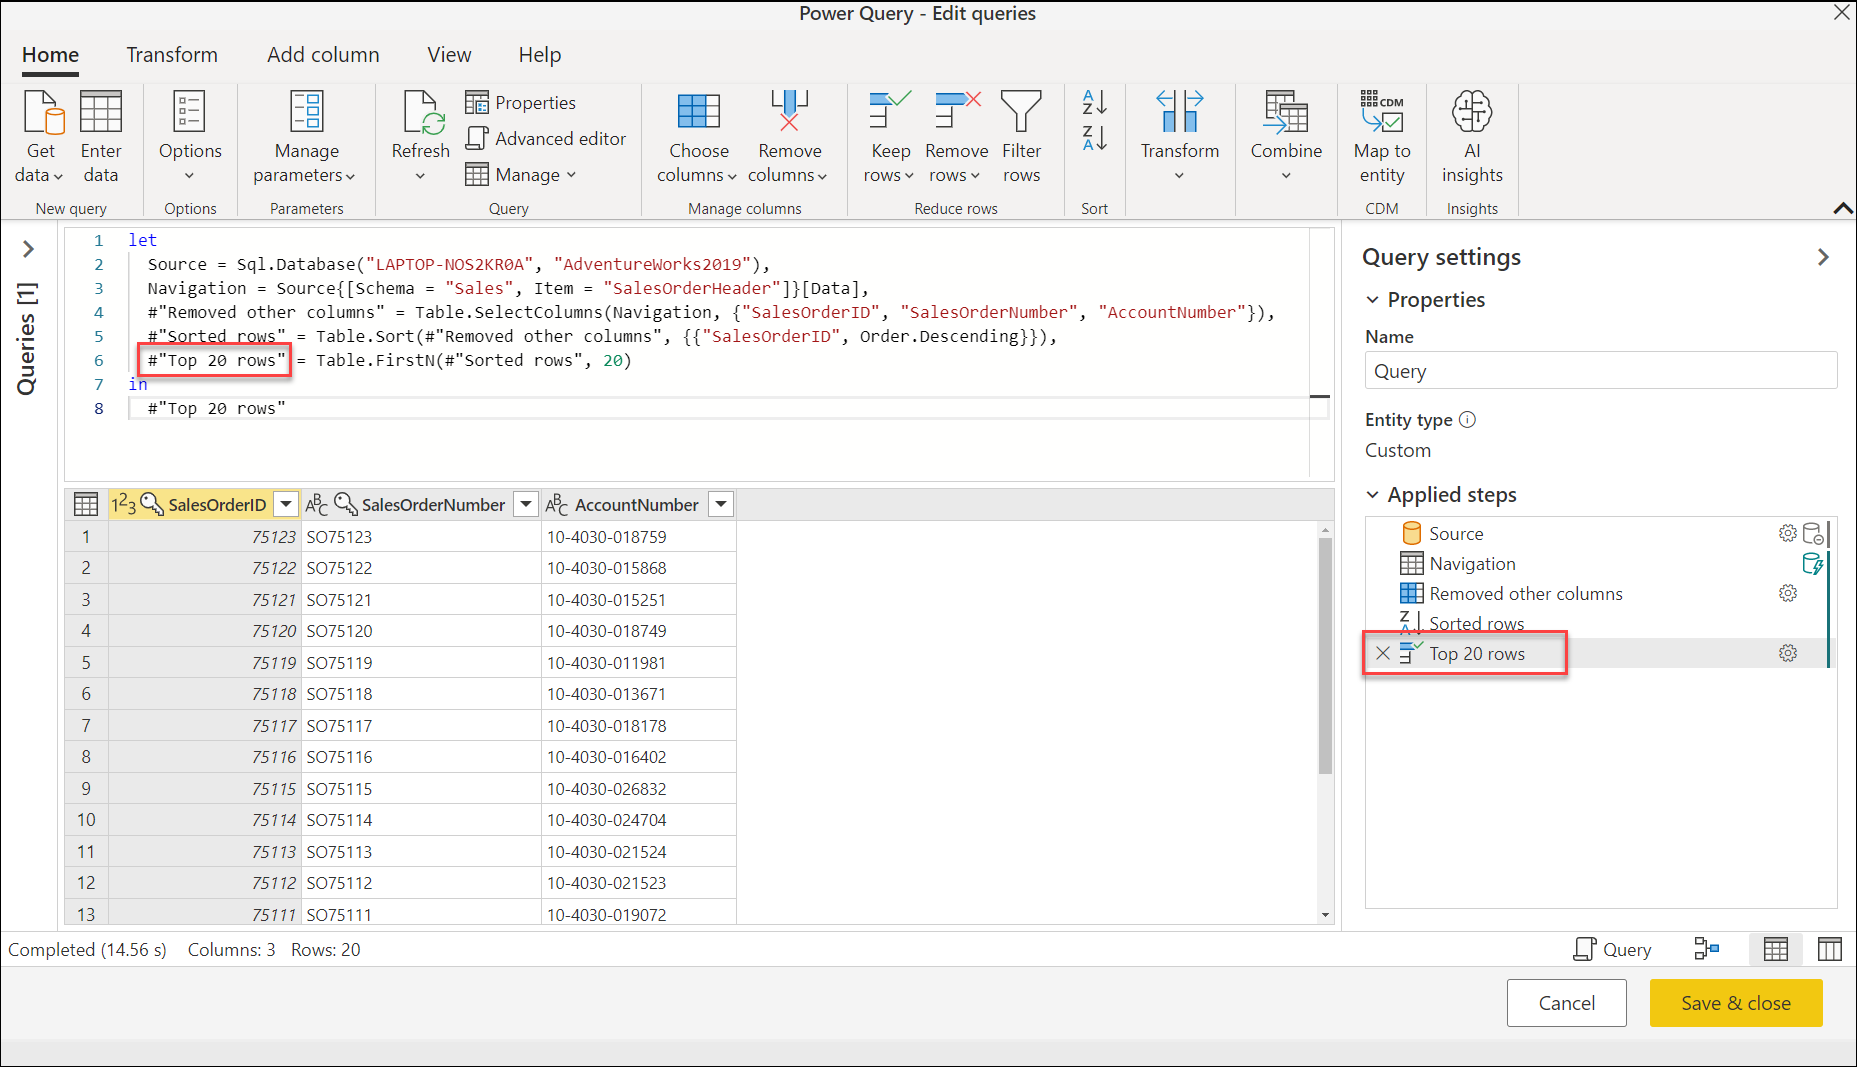 Power Query - Edit queries
Home Transform Add column View Help
Get data
Enter data
New query
Options
Options
Manage parameters
Parameters
Refresh
Properties
Advanced editor
Manage
Query
Choose columns
Remove columns
Manage columns
Keep rows
Remove rows
Filter rows
Reduce rows
A
Z
Z
A
Sort
Transform
Combine
CDM
Map to entity
CDM
AI insights
Insights
Queries [1]
1 let
2 Source = Sql.Database("LAPTOP-NOS2KR0A", "AdventureWorks2019"),
3 Navigation = Source{[Schema = "Sales", Item = "SalesOrderHeader"]}[Data],
4 #"Removed other columns" = Table.SelectColumns(Navigation, {"SalesOrderID", "SalesOrderNumber", "AccountNumber"}),
5 #"Sorted rows" = Table.Sort(#"Removed other columns", {{"SalesOrderID", Order.Descending}}),
6 #"Top 20 rows" = Table.FirstN(#"Sorted rows", 20)
7 in
8 #"Top 20 rows"
123 SalesOrderID ABC SalesOrderNumber ABC AccountNumber
1 75123 SO75123 10-4030-018759
2 75122 SO75122 10-4030-015868
3 75121 SO75121 10-4030-015251
4 75120 SO75120 10-4030-018749
5 75119 SO75119 10-4030-011981
6 75118 SO75118 10-4030-013671
7 75117 SO75117 10-4030-018178
8 75116 SO75116 10-4030-016402
9 75115 SO75115 10-4030-026832
10 75114 SO75114 10-4030-024704
11 75113 SO75113 10-4030-021524
12 75112 SO75112 10-4030-021523
13 75111 SO75111 10-4030-019072
Query settings
Properties
Name
Query
Entity type
Custom
Applied steps
Source
Navigation
Removed other columns
Sorted rows
Top 20 rows
Completed (14.56 s) Columns: 3 Rows: 20
Query
Cancel
Save & close